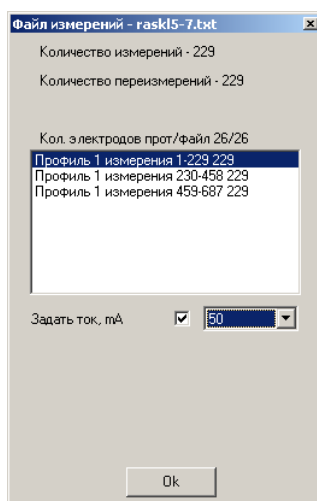 Файл измерений - raskl5-7.txt
Количество измерений - 229
Количество переизмерений - 229
Кол. электродов прот/файл 26/26
Профиль 1 измерения 1-229 229
Профиль 1 измерения 230-458 229
Профиль 1 измерения 459-687 229
Задать ток, mA 50
Ok